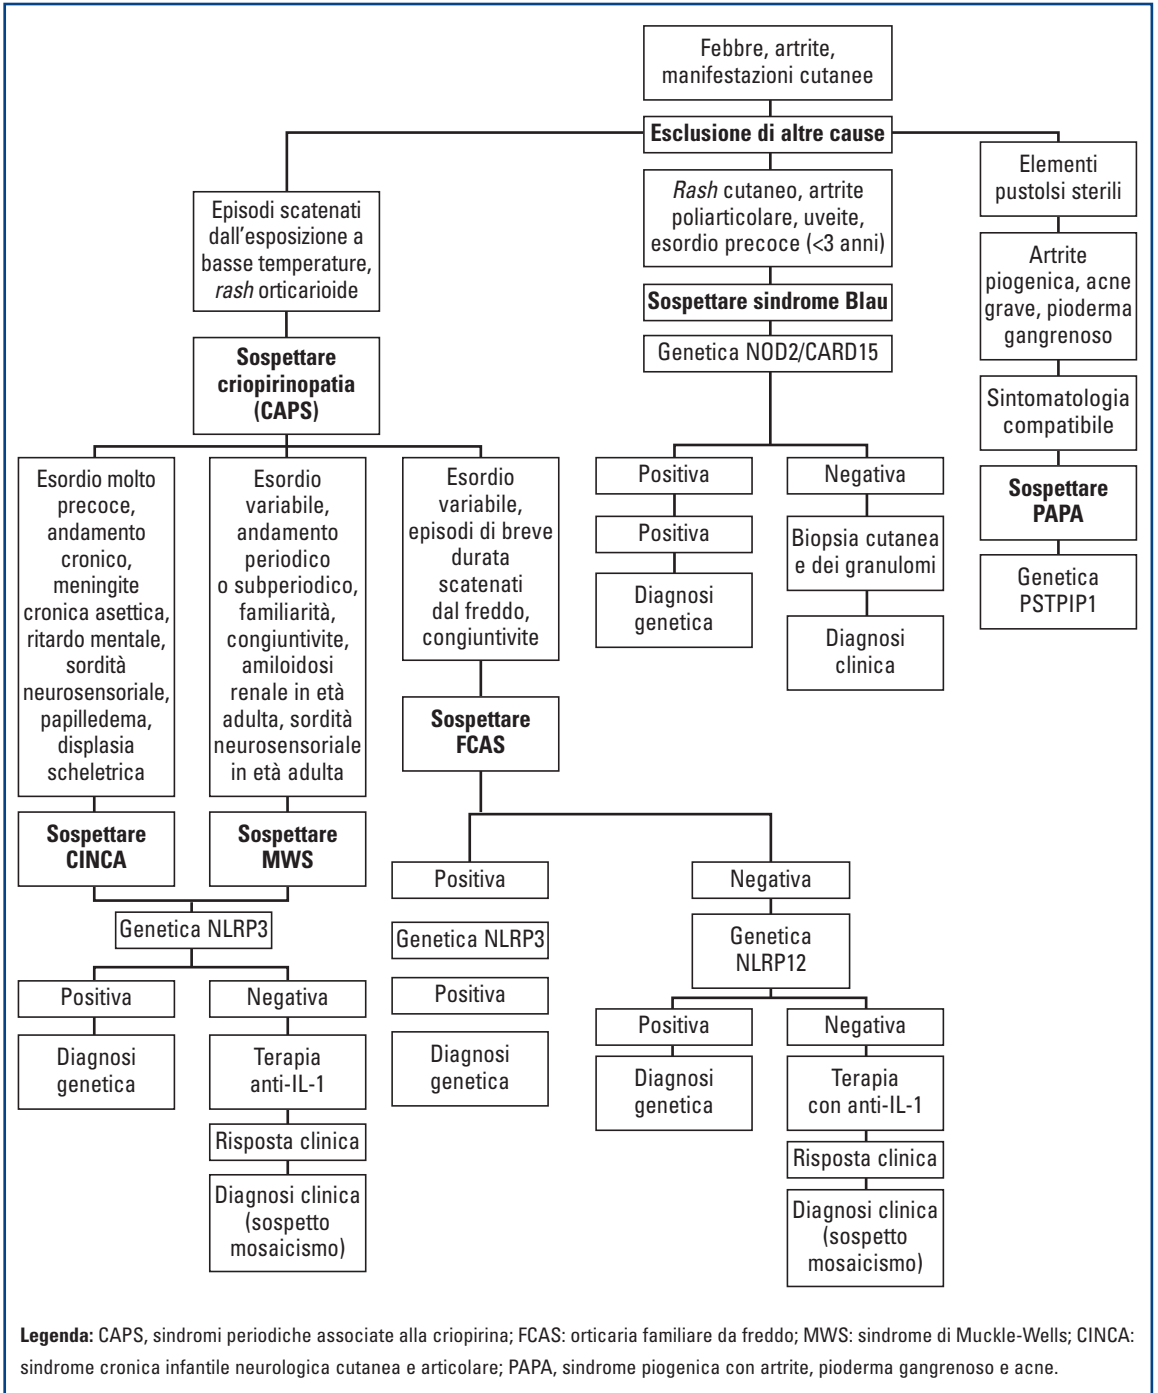 Febbre, artrite,
manifestazioni cutanee
Esclusione di altre cause
Episodi scatenati
dall'esposizione a
basse temperature,
rash orticarioide
Sospettare
criopirinopatia
(CAPS)
Esordio molto
precoce,
andamento
cronico,
meningite
cronica asettica,
ritardo mentale,
sordità
neurosensoriale,
papilledema,
displasia
scheletrica
Sospettare
CINCA
Esordio
variabile,
andamento
periodico
o subperiodico,
familiarità,
congiuntivite,
amiloidosi
renale in età
adulta, sordità
neurosensoriale
in età adulta
Sospettare
MWS
Genetica NLRP3
Positiva
Diagnosi
genetica
Negativa
Terapia
anti-IL-1
Risposta clinica
Diagnosi clinica
(sospetto
mosaicismo)
Esordio
variabile,
episodi di breve
durata
scatenati
dal freddo,
congiuntivite
Sospettare
FCAS
Positiva
Genetica NLRP3
Positiva
Diagnosi
genetica
Negativa
Genetica
NLRP12
Positiva
Diagnosi
genetica
Negativa
Terapia
con anti-IL-1
Risposta clinica
Diagnosi clinica
(sospetto
mosaicismo)
Rash cutaneo, artrite
poliarticolare, uveite,
esordio precoce (<3 anni)
Sospettare sindrome Blau
Genetica NOD2/CARD15
Positiva
Positiva
Diagnosi
genetica
Negativa
Biopsia cutanea
e dei granulomi
Diagnosi
clinica
Elementi
pustolsi sterili
Artrite
piogenica, acne
grave, pioderma
gangrenoso
Sintomatologia
compatibile
Sospettare
PAPA
Genetica
PSTPIP1
Legenda: CAPS, sindromi periodiche associate alla criopirina; FCAS: orticaria familiare da freddo; MWS: sindrome di Muckle-Wells; CINCA:
sindrome cronica infantile neurologica cutanea e articolare; PAPA, sindrome piogenica con artrite, pioderma gangrenoso e acne.